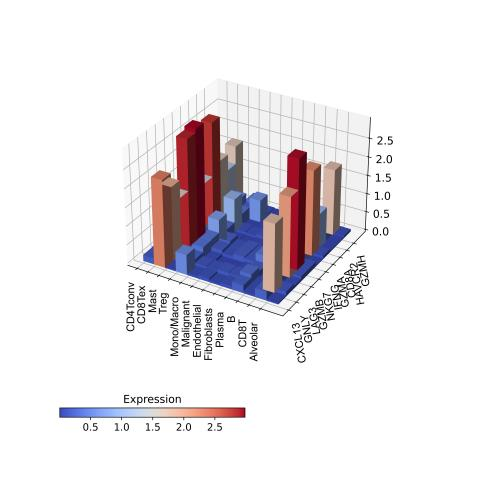 2.5
2.0
1.5
1.0
0.5
0.0
CD4Tconv
CD8Tex
Mast
Treg
Mono/Macro
Malignant
Endothelial
Fibroblasts
Plasma
B
CD8T
Alveolar
CXCL13
GNLY
LAG3
GZMB
NKG7
IFNG
GZMA
CD8A
HAVCR2
GZMH
Expression
0.5 1.0 1.5 2.0 2.5